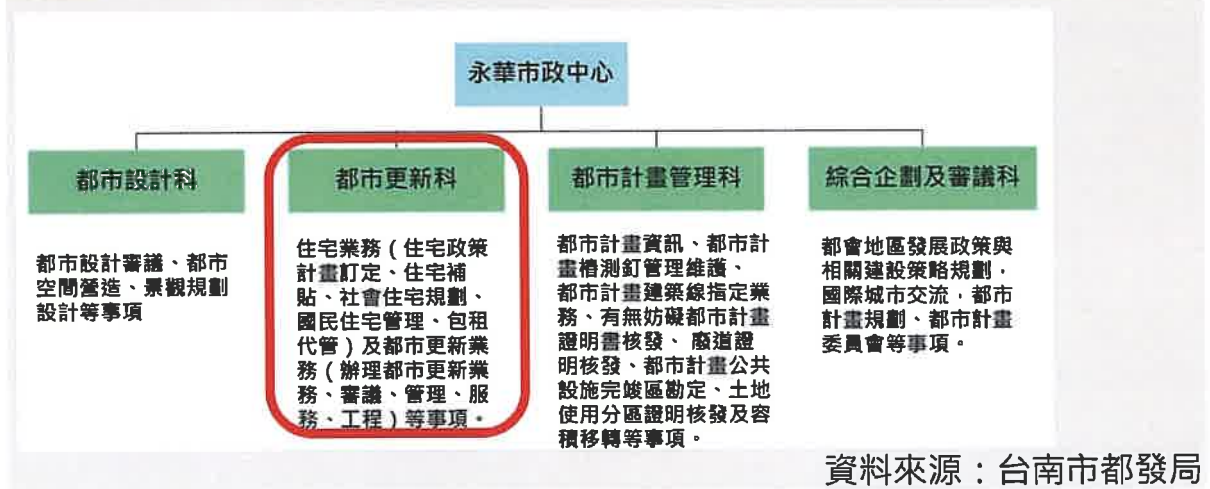 永華市政中心
都市設計科
都市設計審議、都市
空間營造、景觀規劃
設計等事項
都市更新科
住宅業務(住宅政策
計畫訂定、住宅補
貼、社會住宅規劃、
國民住宅管理、包租
代管)及都市更新業
務(辦理都市更新業
務、審議、管理、服
務、工程)等事項。
都市計畫管理科
都市計畫資訊、都市計
畫樁測釘管理維護、
都市計畫建築線指定業
務、有無妨礙都市計畫
證明書核發、廢道證
明核發、都市計畫公共
設施完竣區勘定、土地
使用分區證明核發及容
積移轉等事項。
綜合企劃及審議科
都會地區發展政策與
相關建設策略規劃,
國際城市交流,都市
計畫規劃、都市計畫
委員會等事項。
資料來源:台南市都發局